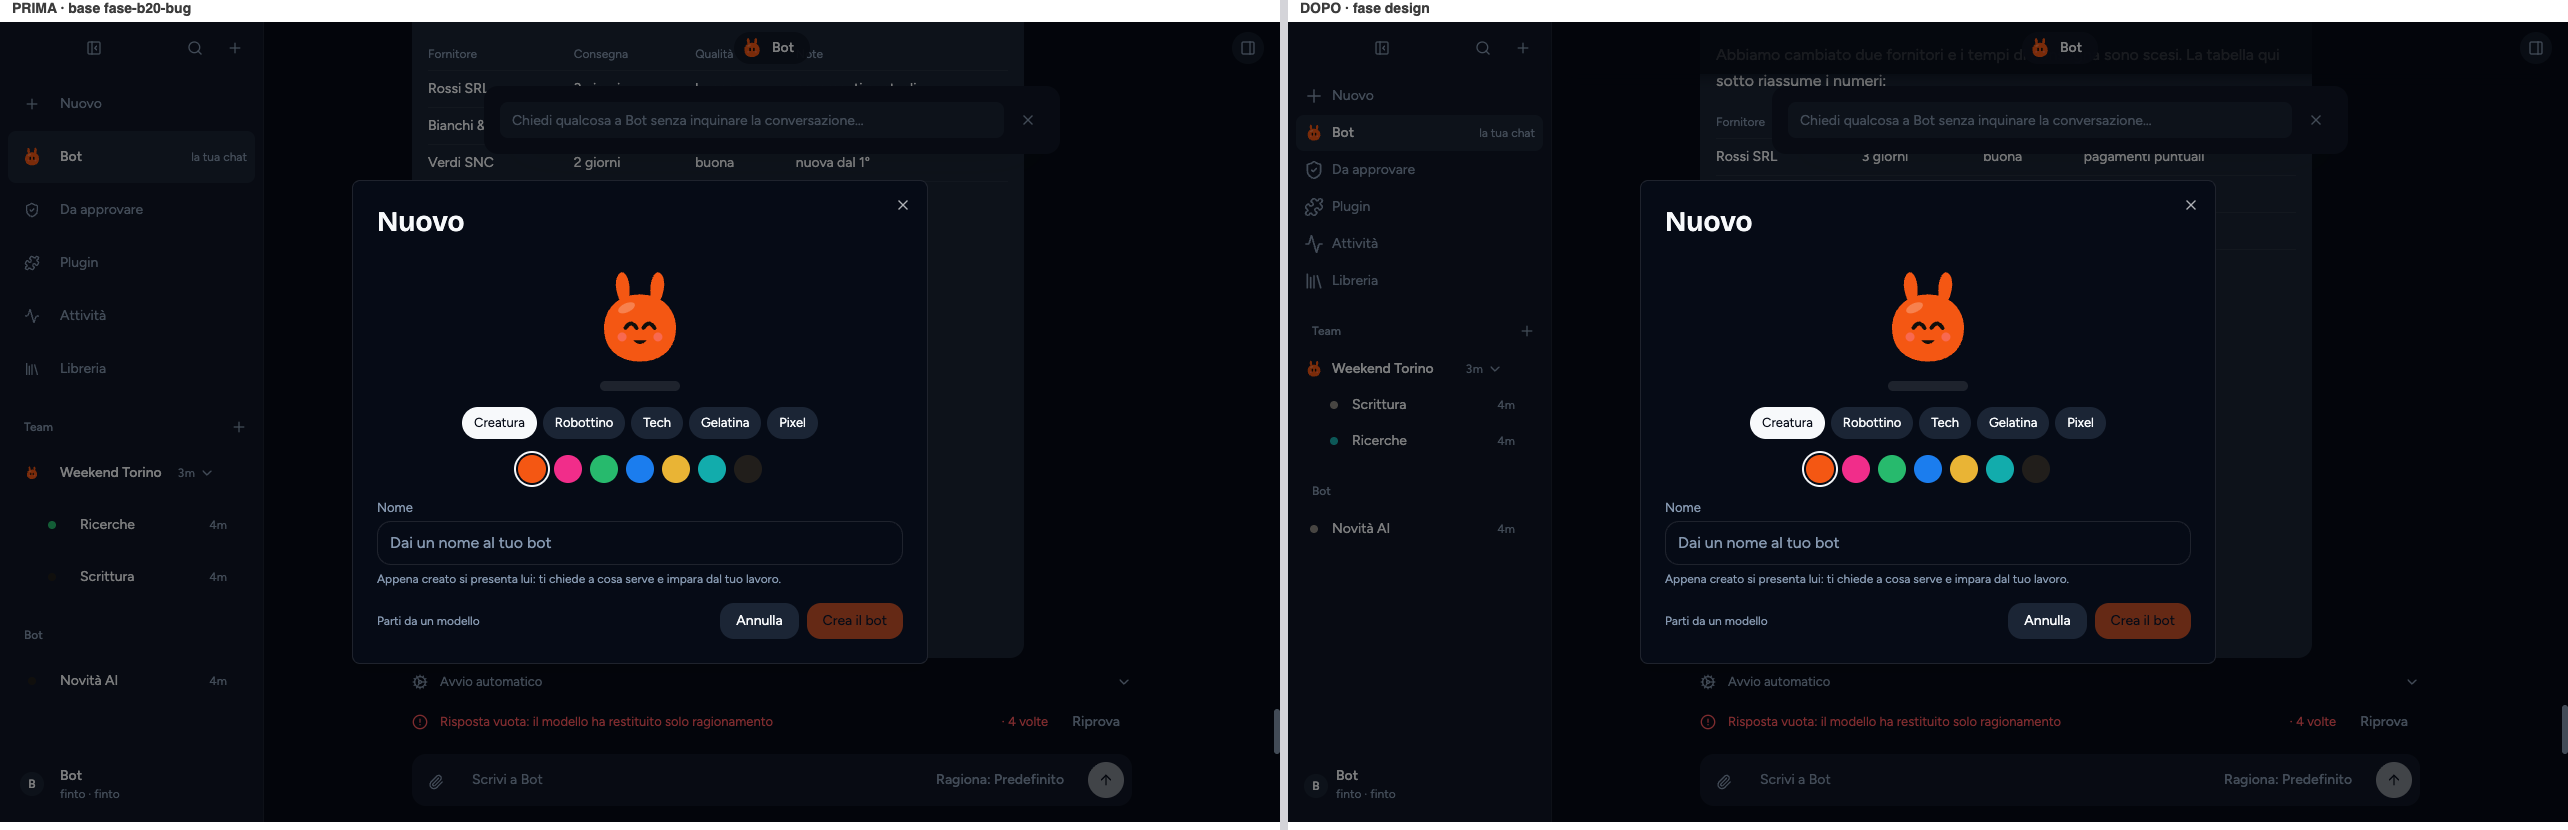 PRIMA · base fase-b20-bug
Bot
Nuovo
Bot la tua chat
Da approvare
Plugin
Attività
Libreria
Team
Weekend Torino 3m
Ricerche 4m
Scrittura 4m
Bot
Novità AI 4m
B Bot
finto · finto
Fornitore Consegna Qualità
Rossi SRL
Chiedi qualcosa a Bot senza inquinare la conversazione...
Bianchi &
Verdi SNC 2 giorni buona nuova dal 1°
Nuovo
Creatura Robottino Tech Gelatina Pixel
Nome
Dai un nome al tuo bot
Appena creato si presenta lui: ti chiede a cosa serve e impara dal tuo lavoro.
Parti da un modello Annulla Crea il bot
Avvio automatico
Risposta vuota: il modello ha restituito solo ragionamento · 4 volte Riprova
Scrivi a Bot Ragiona: Predefinito
DOPO · fase design
Bot
Nuovo
Bot la tua chat
Da approvare
Plugin
Attività
Libreria
Team
Weekend Torino 3m
Scrittura 4m
Ricerche 4m
Bot
Novità AI 4m
B Bot
finto · finto
Abbiamo cambiato due fornitori e i tempi sono scesi. La tabella qui
sotto riassume i numeri:
Chiedi qualcosa a Bot senza inquinare la conversazione...
Fornitore
Rossi SRL 3 giorni buona pagamenti puntuali
Nuovo
Creatura Robottino Tech Gelatina Pixel
Nome
Dai un nome al tuo bot
Appena creato si presenta lui: ti chiede a cosa serve e impara dal tuo lavoro.
Parti da un modello Annulla Crea il bot
Avvio automatico
Risposta vuota: il modello ha restituito solo ragionamento · 4 volte Riprova
Scrivi a Bot Ragiona: Predefinito